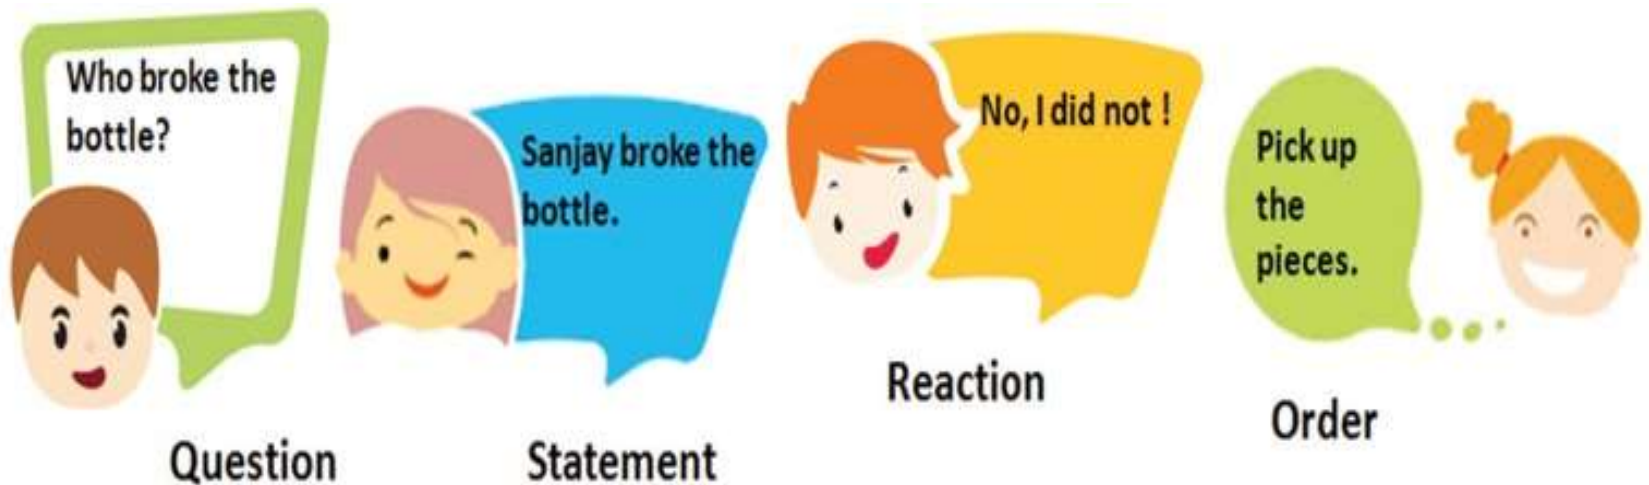 Who broke the
bottle?
Question
Sanjay broke the
bottle.
Statement
No, I did not !
Reaction
Pick up
the
pieces.
Order